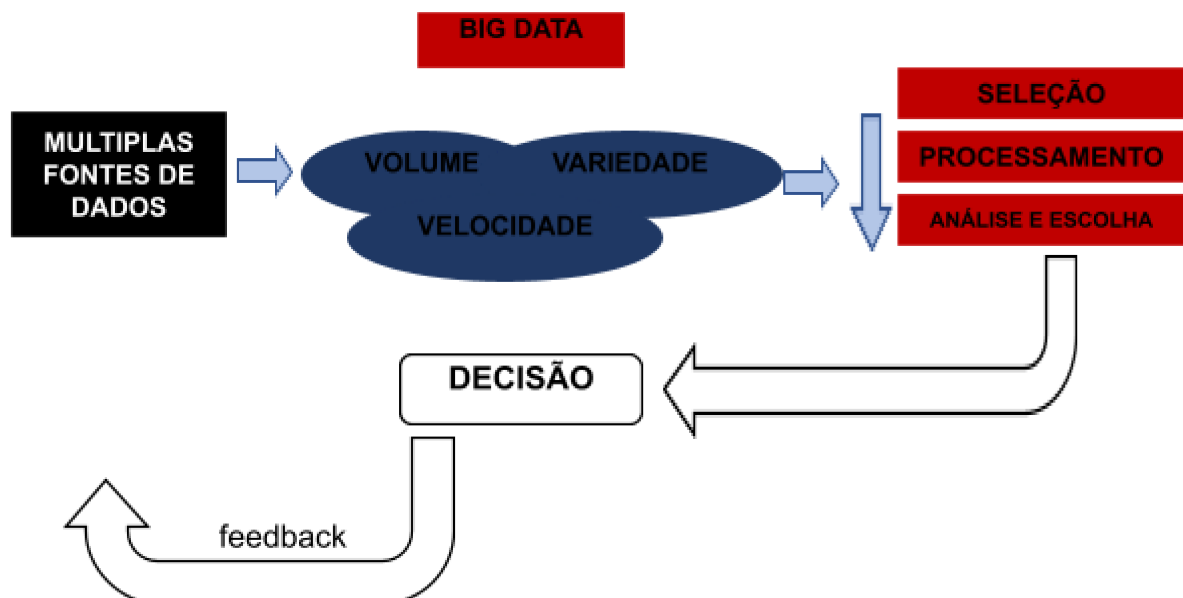 BIG DATA
MULTIPLAS
FONTES DE
DADOS
VOLUME
VARIEDADE
VELOCIDADE
SELEÇÃO
PROCESSAMENTO
ANÁLISE E ESCOLHA
DECISÃO
feedback